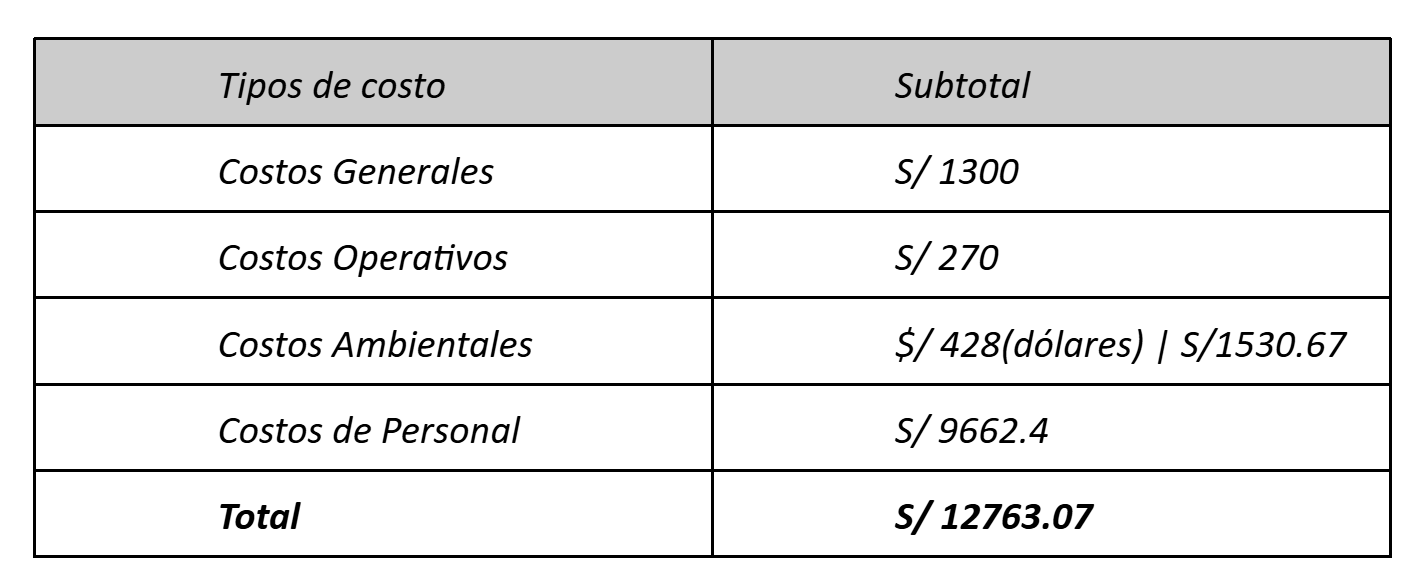 Tipos de costo Subtotal
Costos Generales S/ 1300
Costos Operativos S/ 270
Costos Ambientales $/ 428(dólares) | S/1530.67
Costos de Personal S/ 9662.4
Total S/ 12763.07